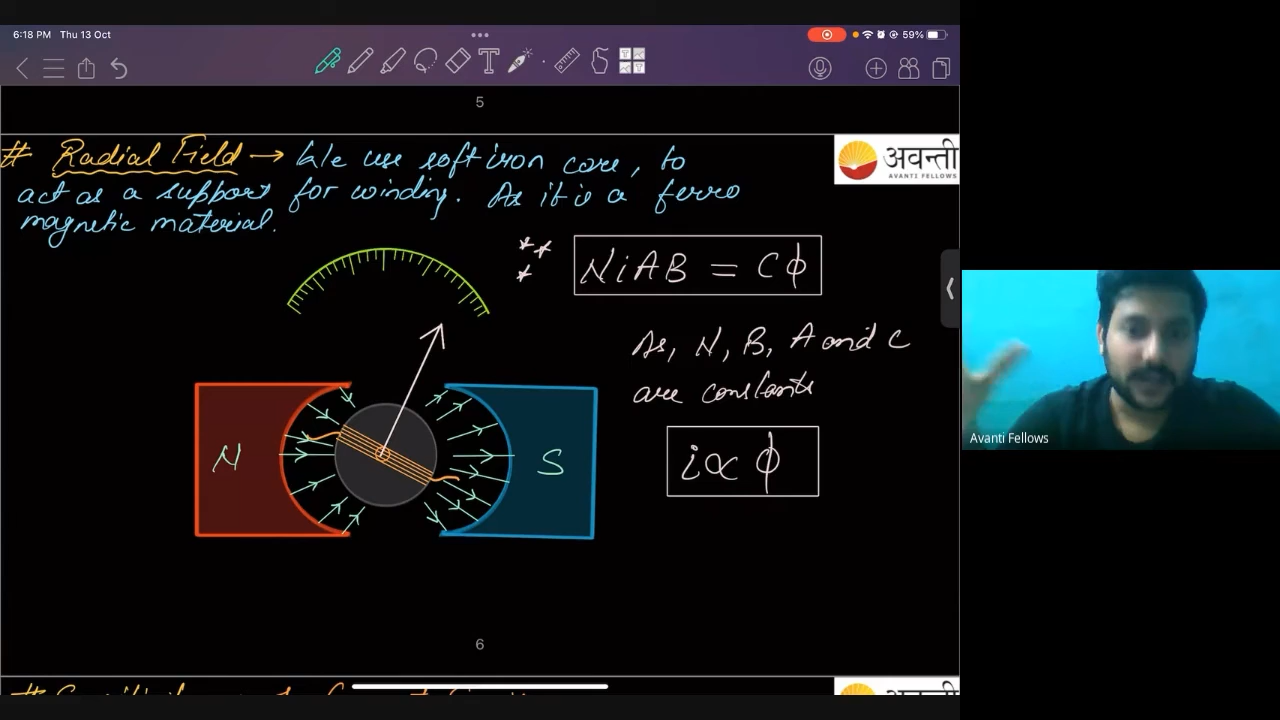 6:18 PM Thu 13 Oct
59%
5
# Radial Field → We use soft iron core, to
act as a support for winding. As it is a ferro
magnetic material.
अवन्ती
AVANTI FELLOWS
NiAB = Cϕ
As, N, B, A and C
are constants
i ∝ ϕ
N
S
Avanti Fellows
6
अवन्ती